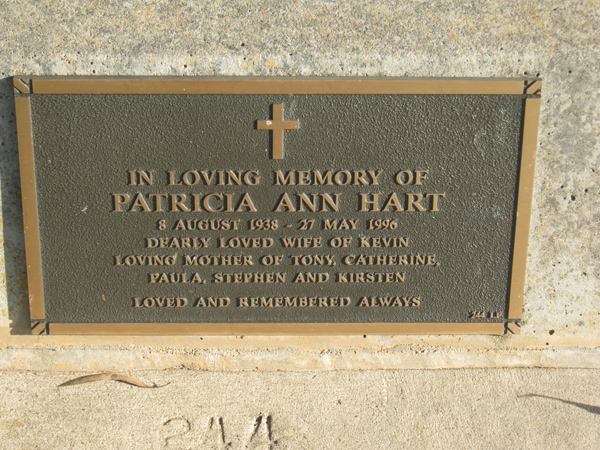 IN LOVING MEMORY OF
PATRICIA ANN HART
8 AUGUST 1938 - 27 MAY 1996
DEARLY LOVED WIFE OF KEVIN
LOVING MOTHER OF TONY, CATHERINE,
PAULA, STEPHEN AND KIRSTEN
LOVED AND REMEMBERED ALWAYS
244